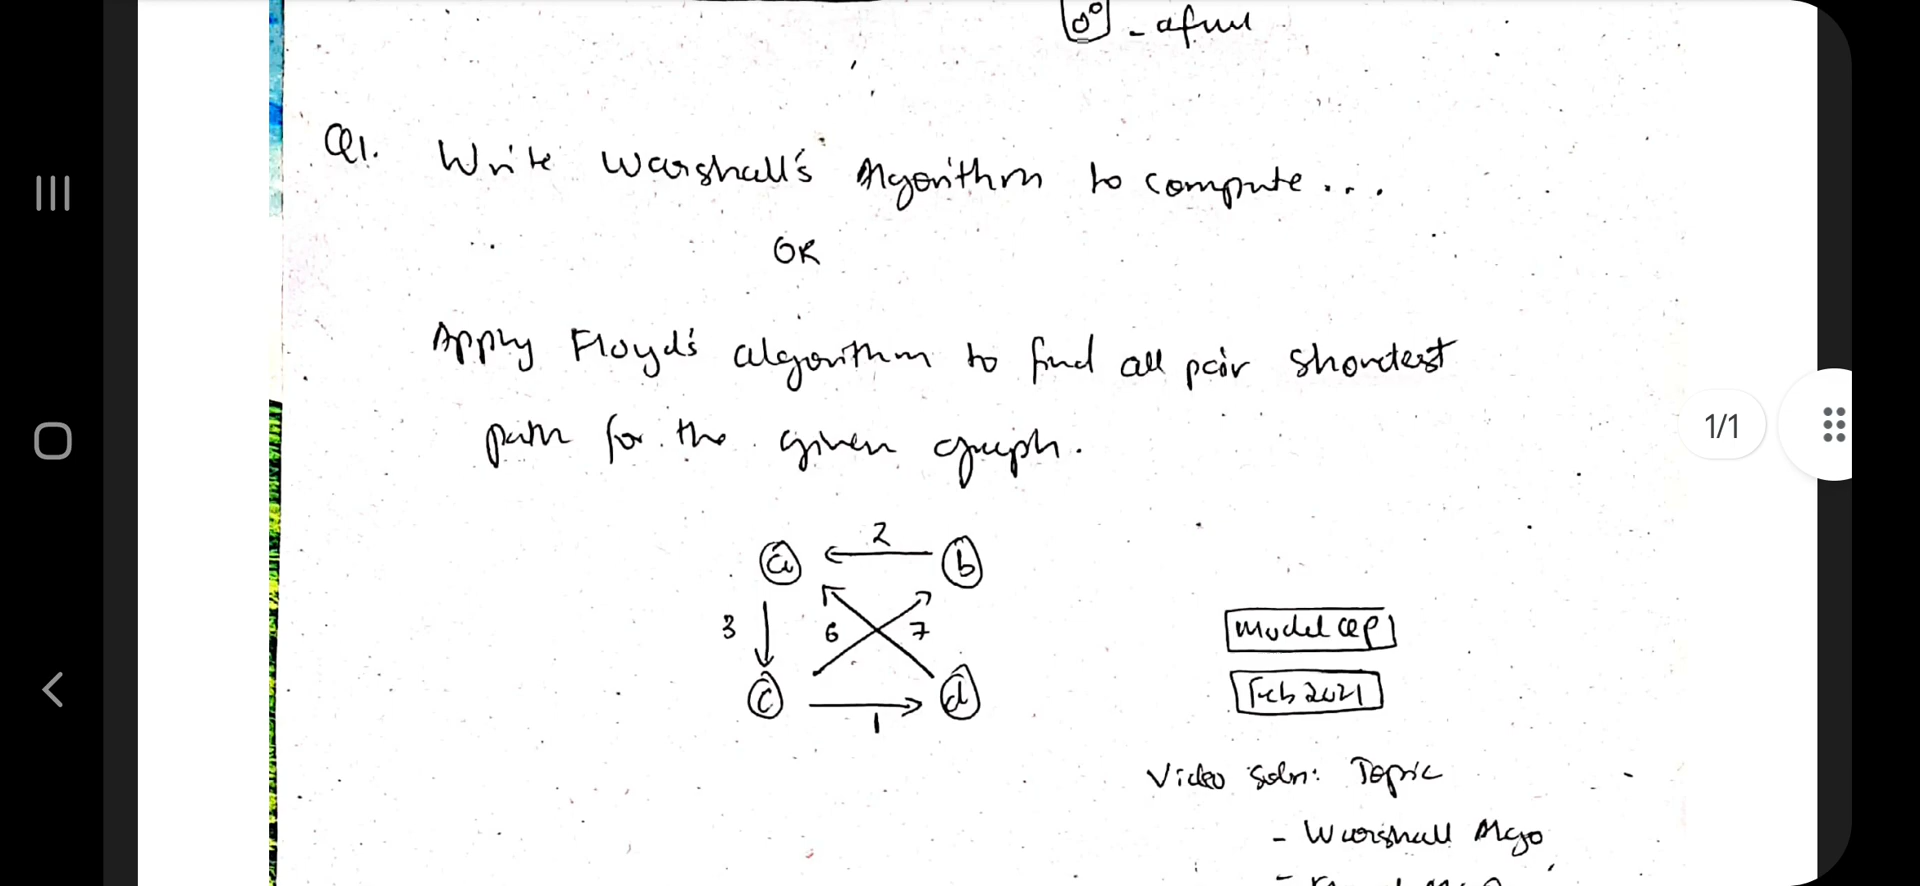 Q1. Write Warshall's Algorithm to compute...
OR
Apply Floyd's algorithm to find all pair shortest
path for the given graph.
2
a b
3 6 7
c d
1
Model QP
Feb 2021
Video Soln: Topic
- Warshall Algo
1/1